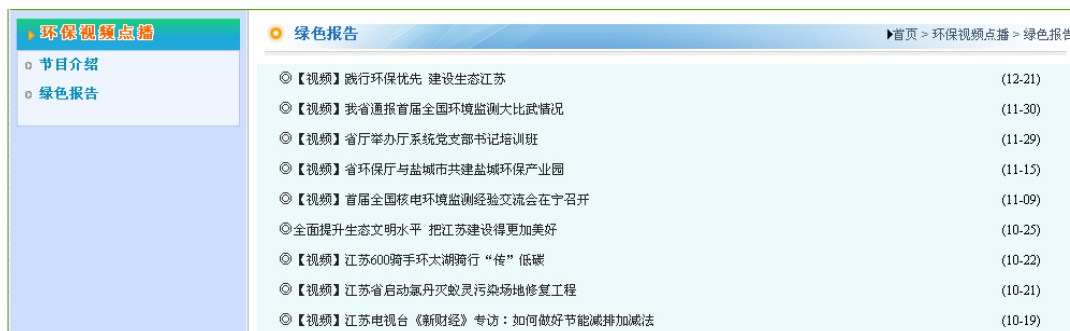 环保视频点播
节目介绍
绿色报告
绿色报告
首页 > 环保视频点播 > 绿色报告
◎【视频】践行环保优先 建设生态江苏 (12-21)
◎【视频】我省通报首届全国环境监测大比武情况 (11-30)
◎【视频】省厅举办厅系统党支部书记培训班 (11-29)
◎【视频】省环保厅与盐城市共建盐城环保产业园 (11-15)
◎【视频】首届全国核电环境监测经验交流会在宁召开 (11-09)
◎全面提升生态文明水平 把江苏建设得更加美好 (10-25)
◎【视频】江苏600骑手环太湖骑行“传”低碳 (10-22)
◎【视频】江苏省启动氯丹灭蚁灵污染场地修复工程 (10-21)
◎【视频】江苏电视台《新财经》专访：如何做好节能减排加减法 (10-19)